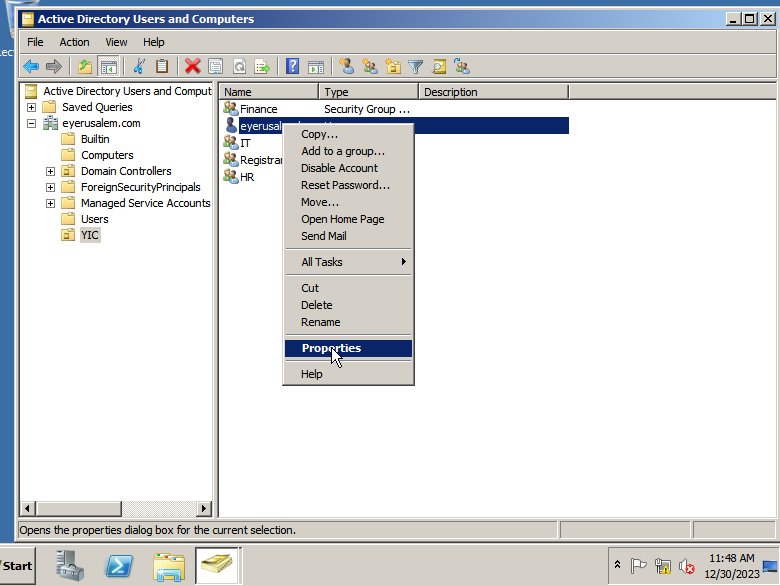 Active Directory Users and Computers
File Action View Help
Active Directory Users and Comput
Saved Queries
eyerusalem.com
Builtin
Computers
Domain Controllers
ForeignSecurityPrincipals
Managed Service Accounts
Users
YIC
Name Type Description
Finance Security Group ...
eyerusal
IT
Registrar
HR
Copy...
Add to a group...
Disable Account
Reset Password...
Move...
Open Home Page
Send Mail
All Tasks
Cut
Delete
Rename
Properties
Help
Opens the properties dialog box for the current selection.
Start
11:48 AM
12/30/2023